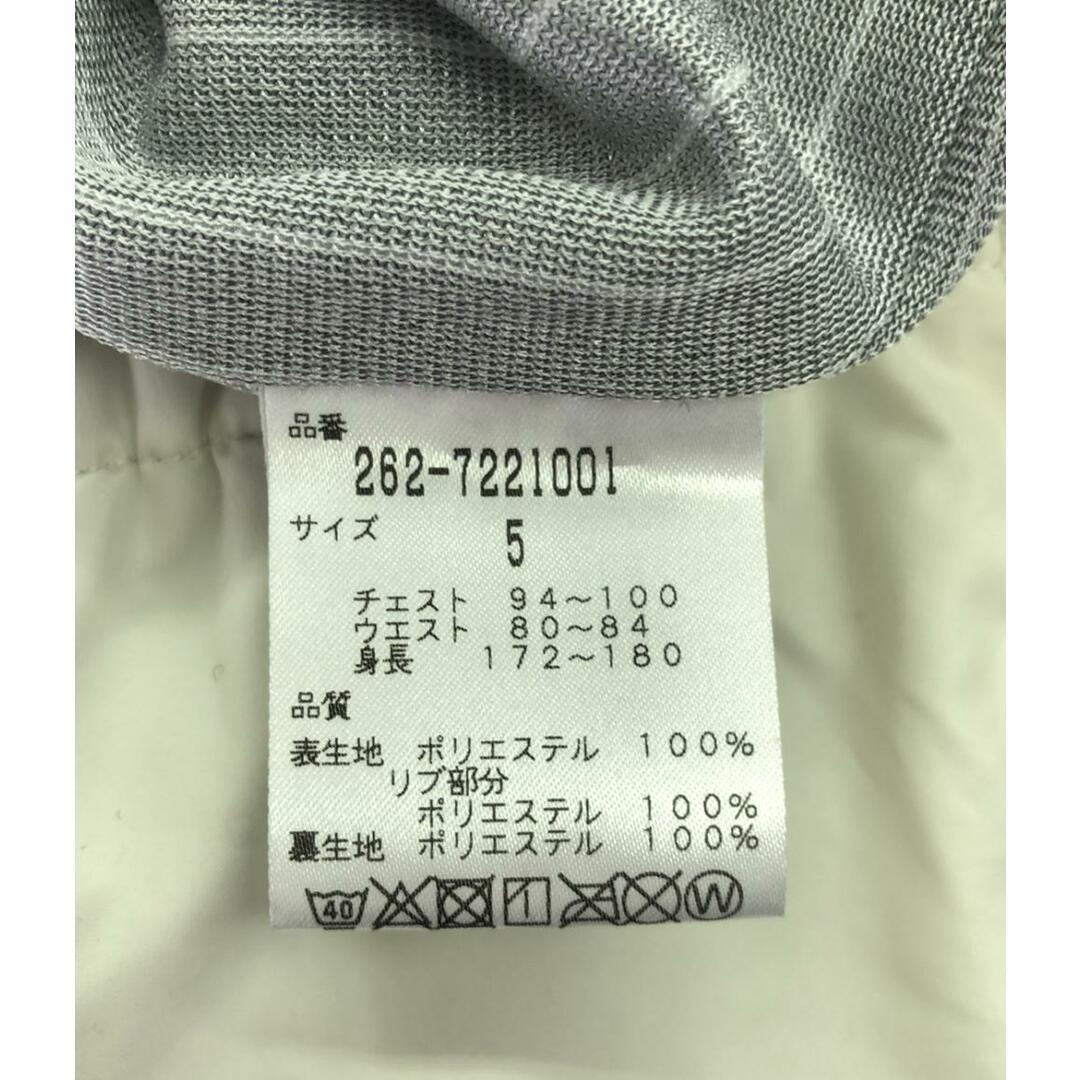 品番
262-7221001
サイズ 5
チェスト 94～100
ウエスト 80～84
身長 172～180
品質
表生地 ポリエステル 100%
リブ部分
ポリエステル 100%
裏生地 ポリエステル 100%
40 W